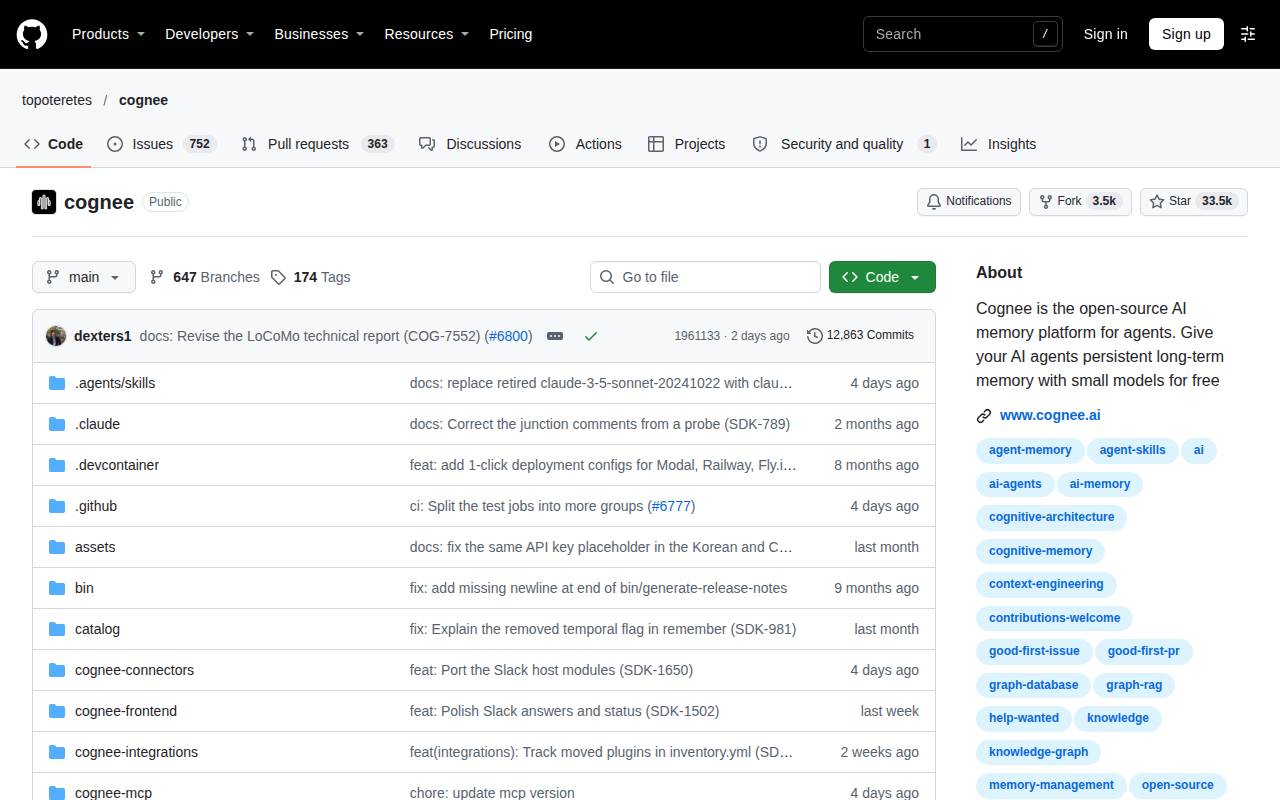 Products Developers Businesses Resources Pricing Search / Sign in Sign up
topoteretes / cognee
Code Issues 752 Pull requests 363 Discussions Actions Projects Security and quality 1 Insights
cognee Public Notifications Fork 3.5k Star 33.5k
main 647 Branches 174 Tags Go to file Code
dexters1 docs: Revise the LoCoMo technical report (COG-7552) (#6800) 1961133 · 2 days ago 12,863 Commits
.agents/skills docs: replace retired claude-3-5-sonnet-20241022 with clau… 4 days ago
.claude docs: Correct the junction comments from a probe (SDK-789) 2 months ago
.devcontainer feat: add 1-click deployment configs for Modal, Railway, Fly.i… 8 months ago
.github ci: Split the test jobs into more groups (#6777) 4 days ago
assets docs: fix the same API key placeholder in the Korean and C… last month
bin fix: add missing newline at end of bin/generate-release-notes 9 months ago
catalog fix: Explain the removed temporal flag in remember (SDK-981) last month
cognee-connectors feat: Port the Slack host modules (SDK-1650) 4 days ago
cognee-frontend feat: Polish Slack answers and status (SDK-1502) last week
cognee-integrations feat(integrations): Track moved plugins in inventory.yml (SD… 2 weeks ago
cognee-mcp chore: update mcp version 4 days ago
About
Cognee is the open-source AI
memory platform for agents. Give
your AI agents persistent long-term
memory with small models for free
www.cognee.ai
agent-memory agent-skills ai
ai-agents ai-memory
cognitive-architecture
cognitive-memory
context-engineering
contributions-welcome
good-first-issue good-first-pr
graph-database graph-rag
help-wanted knowledge
knowledge-graph
memory-management open-source